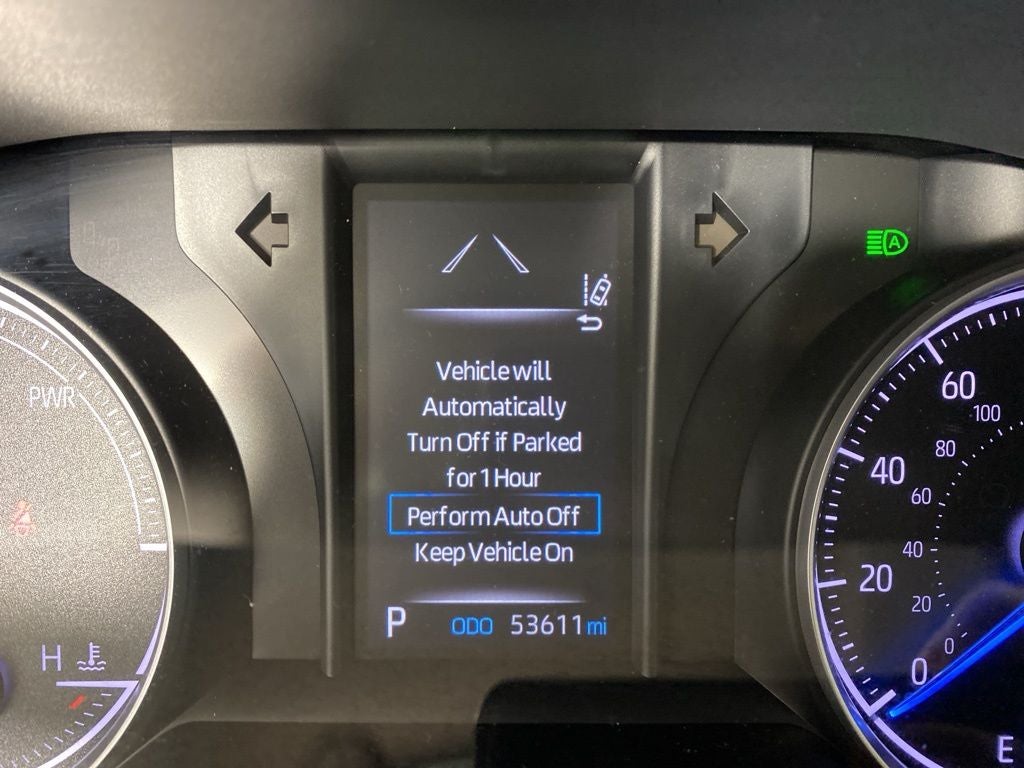 A
PWR
Vehicle will
Automatically
Turn Off if Parked
for 1 Hour
Perform Auto Off
Keep Vehicle On
P ODO 53611 mi
H
60
40
20
0
100
80
60
40
20
0
E